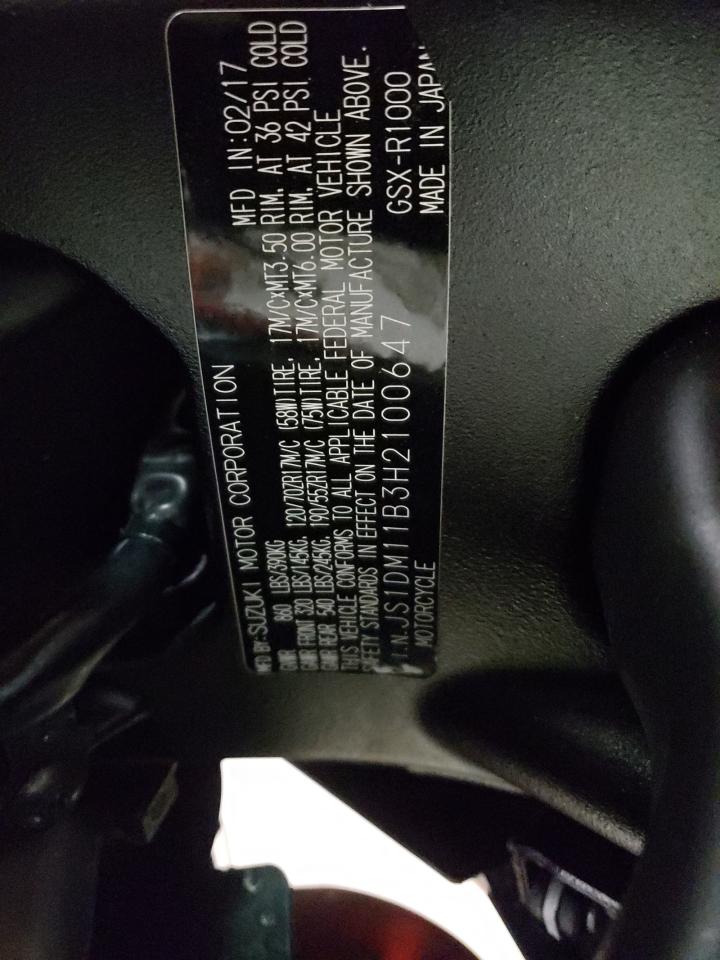 MFD BY:SUZUKI MOTOR CORPORATION MFD IN:02/17
GVWR 860 LBS/390KG
GAWR FRONT 320 LBS/145KG, 120/70ZR17M/C (58W)TIRE, 17M/CxMT3.50 RIM, AT 36 PSI COLD
GAWR REAR 540 LBS/245KG, 190/55ZR17M/C (75W)TIRE, 17M/CxMT6.00 RIM, AT 42 PSI COLD
THIS VEHICLE CONFORMS TO ALL APPLICABLE FEDERAL MOTOR VEHICLE
SAFETY STANDARDS IN EFFECT ON THE DATE OF MANUFACTURE SHOWN ABOVE.
I.N.JS1DM11B3H2100647 GSX-R1000
MOTORCYCLE MADE IN JAPAN